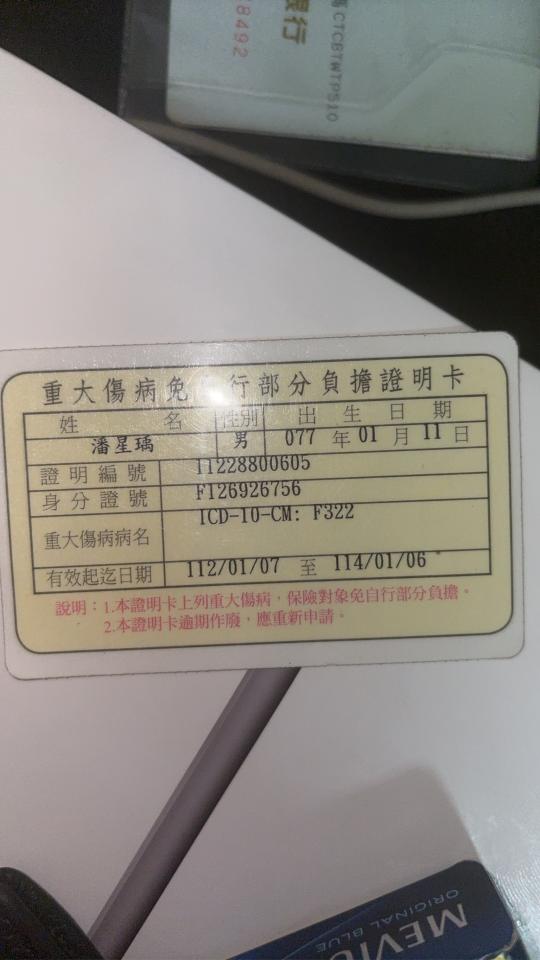 8492
銀行
CTCBTWTP510
重大傷病免 行部分負擔證明卡
姓名 性別 出生日期
潘星瑀 男 077 年 01 月 11 日
證明編號 11228800605
身分證號 F126926756
重大傷病病名 ICD-10-CM: F322
有效起迄日期 112/01/07 至 114/01/06
說明：1.本證明卡上列重大傷病，保險對象免自行部分負擔。
2.本證明卡逾期作廢，應重新申請。
ORIGINAL BLUE